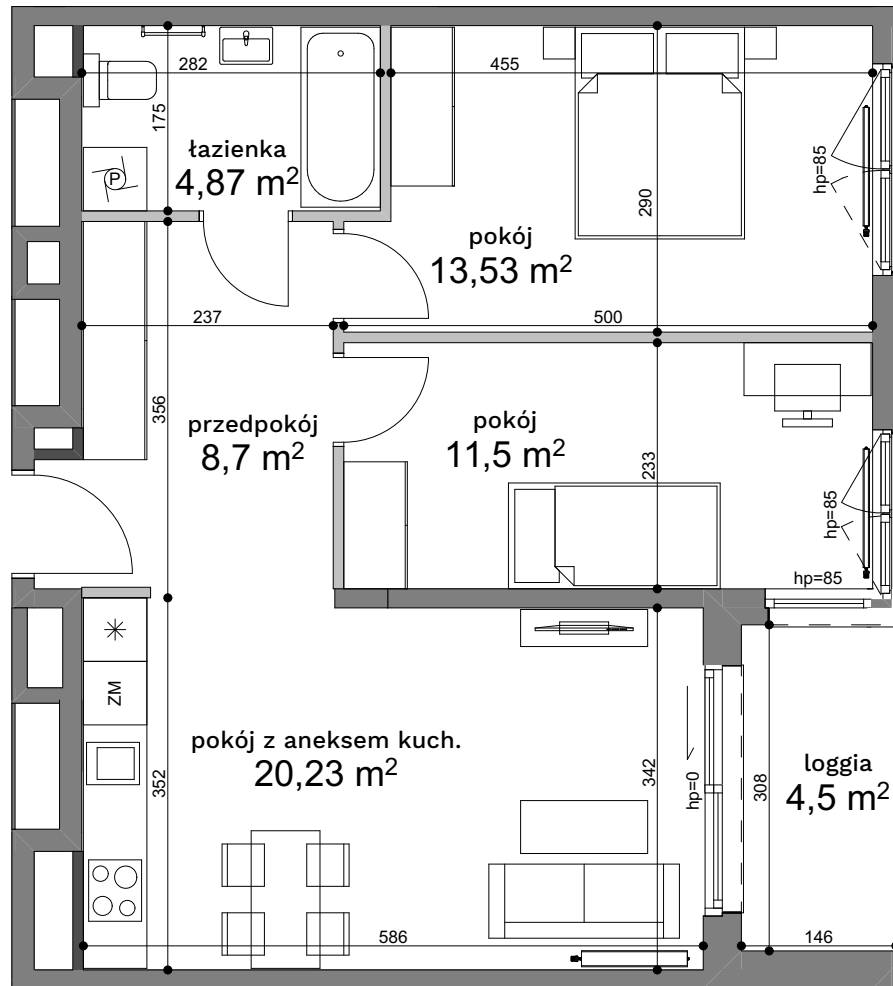 282
455
175
łazienka
4,87 m²
P
hp=85
290
pokój
13,53 m²
237
500
356
przedpokój
8,7 m²
pokój
11,5 m²
233
hp=85
hp=85
ZM
pokój z aneksem kuch.
20,23 m²
352
342
hp=0
308
loggia
4,5 m²
586
146